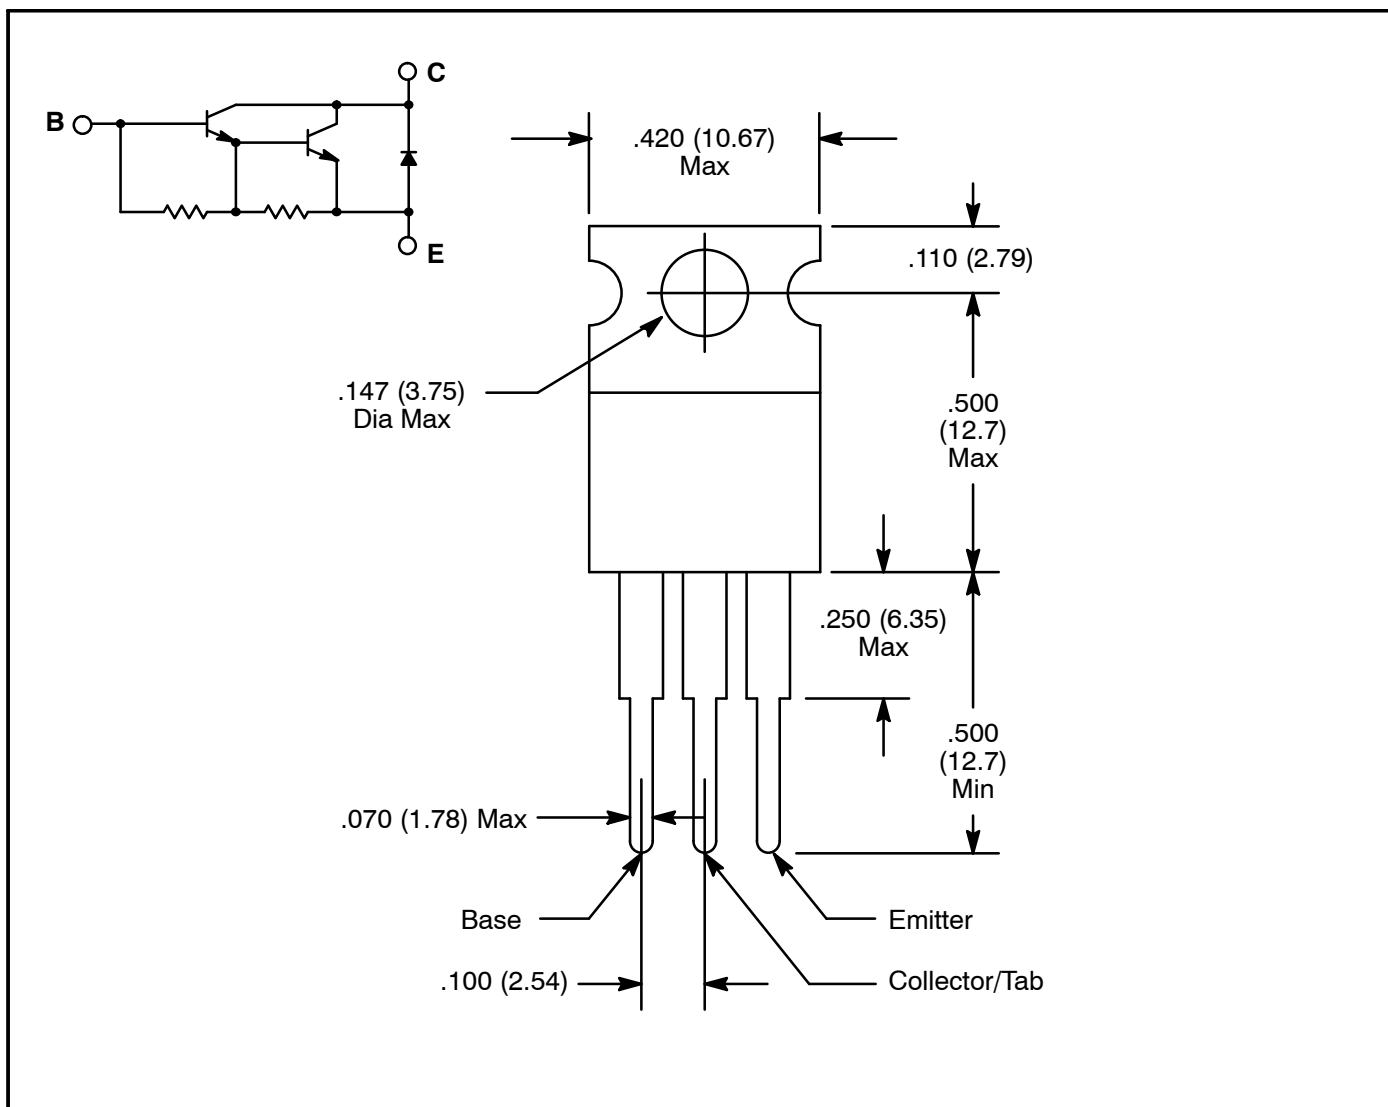 C
B
E
.420 (10.67)
Max
.110 (2.79)
.147 (3.75)
Dia Max
.500
(12.7)
Max
.250 (6.35)
Max
.500
(12.7)
Min
.070 (1.78) Max
Base
Emitter
.100 (2.54)
Collector/Tab